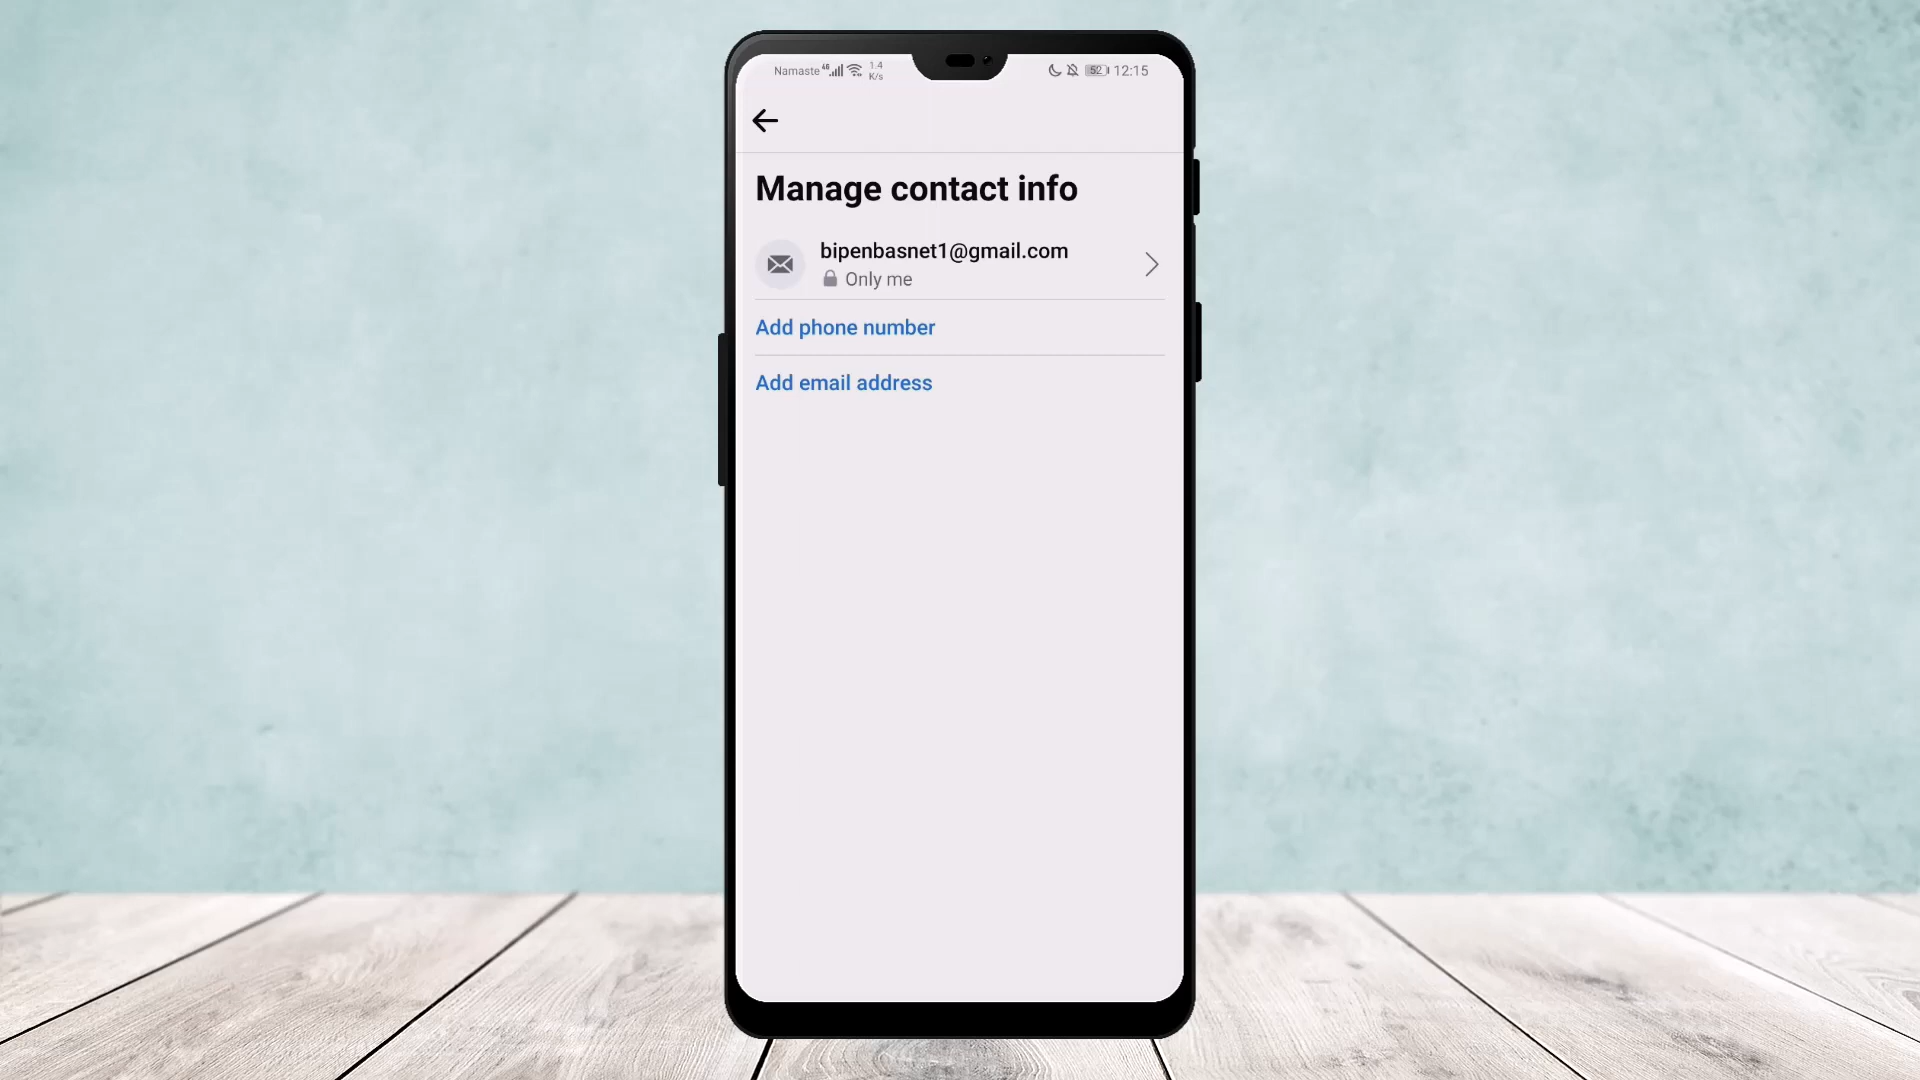 Namaste 4G 1.4 K/s 52 12:15
Manage contact info
bipenbasnet1@gmail.com
Only me
Add phone number
Add email address